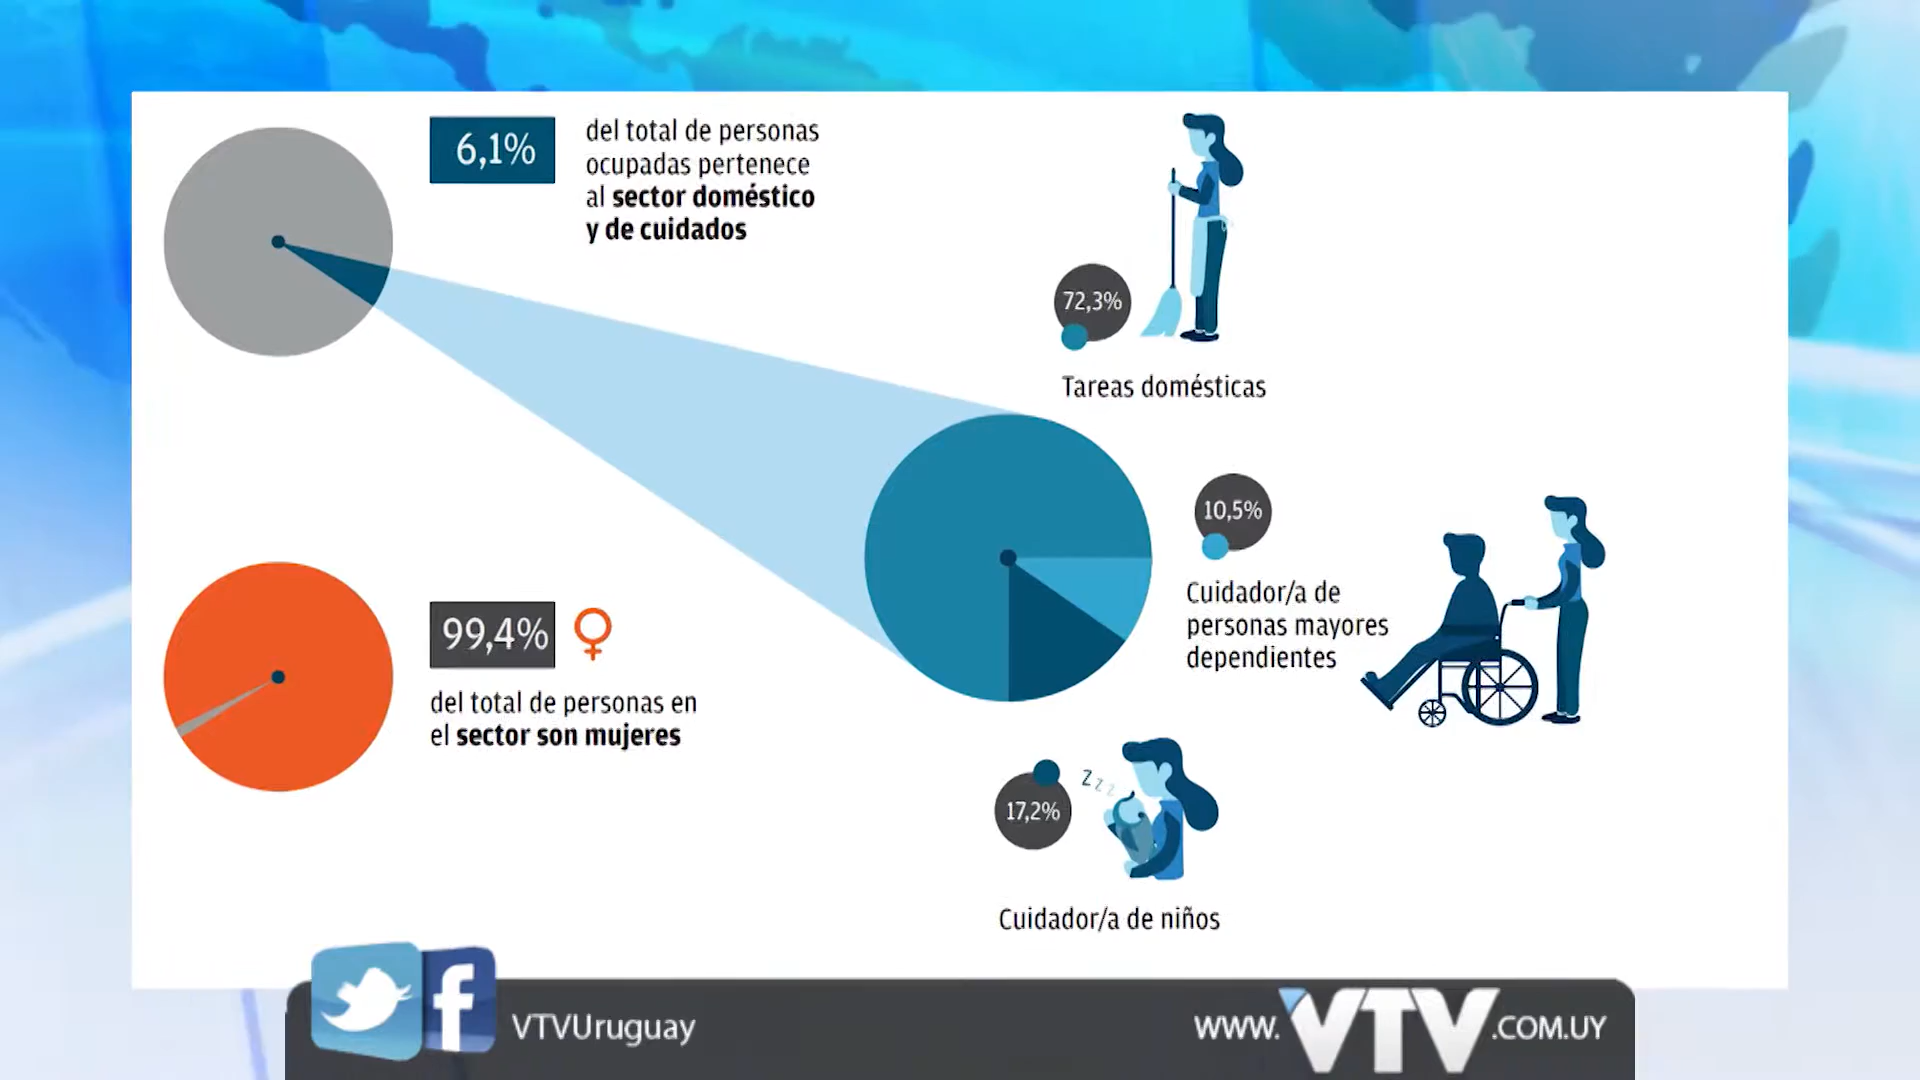 6,1%
del total de personas
ocupadas pertenece
al sector doméstico
y de cuidados
72,3%
Tareas domésticas
10,5%
Cuidador/a de
personas mayores
dependientes
99,4%
del total de personas en
el sector son mujeres
Zzz
17,2%
Cuidador/a de niños
f
VTVUruguay
WWW.VTV.COM.UY